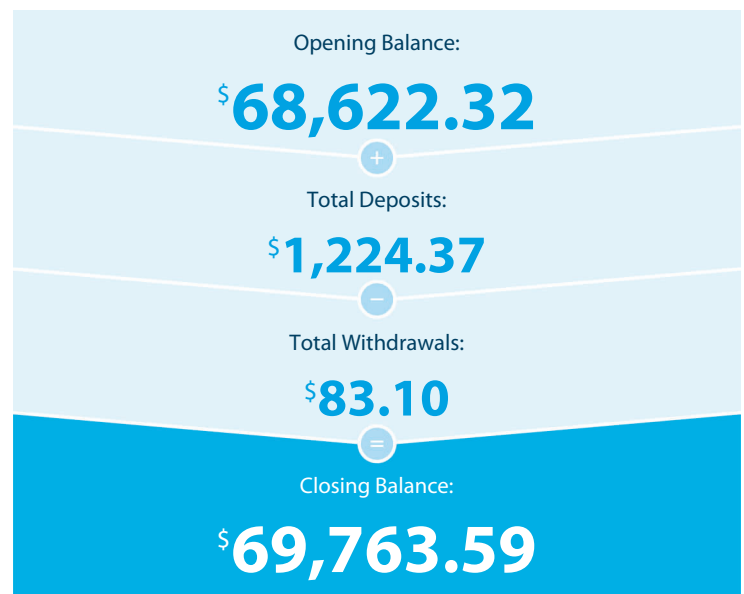 Opening Balance:
$68,622.32
+
Total Deposits:
$1,224.37
−
Total Withdrawals:
$83.10
=
Closing Balance:
$69,763.59